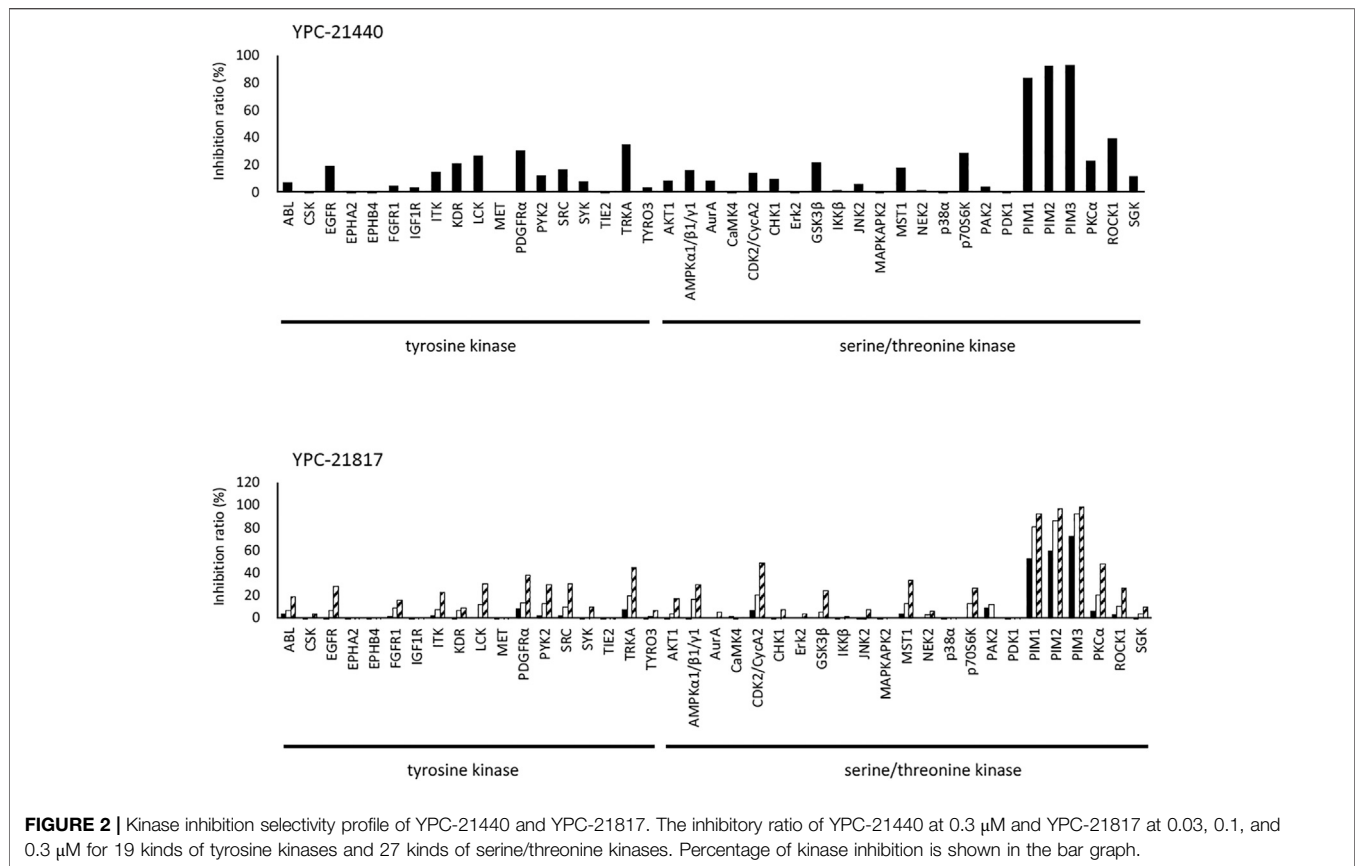 YPC-21440
Inhibition ratio (%)
100
80
60
40
20
0
ABL
CSK
EGFR
EPHA2
EPHB4
FGFR1
IGF1R
ITK
KDR
LCK
MET
PDGFRα
PYK2
SRC
SYK
TIE2
TRKA
TYRO3
AKT1
AMPKα1/β1/γ1
AurA
CaMK4
CDK2/CycA2
CHK1
Erk2
GSK3β
IKKβ
JNK2
MAPKAPK2
MST1
NEK2
p38α
p70S6K
PAK2
PDK1
PIM1
PIM2
PIM3
PKCα
ROCK1
SGK
tyrosine kinase
serine/threonine kinase
YPC-21817
Inhibition ratio (%)
120
100
80
60
40
20
0
ABL
CSK
EGFR
EPHA2
EPHB4
FGFR1
IGF1R
ITK
KDR
LCK
MET
PDGFRα
PYK2
SRC
SYK
TIE2
TRKA
TYRO3
AKT1
AMPKα1/β1/γ1
AurA
CaMK4
CDK2/CycA2
CHK1
Erk2
GSK3β
IKKβ
JNK2
MAPKAPK2
MST1
NEK2
p38α
p70S6K
PAK2
PDK1
PIM1
PIM2
PIM3
PKCα
ROCK1
SGK
tyrosine kinase
serine/threonine kinase
FIGURE 2 | Kinase inhibition selectivity profile of YPC-21440 and YPC-21817. The inhibitory ratio of YPC-21440 at 0.3 μM and YPC-21817 at 0.03, 0.1, and
0.3 μM for 19 kinds of tyrosine kinases and 27 kinds of serine/threonine kinases. Percentage of kinase inhibition is shown in the bar graph.